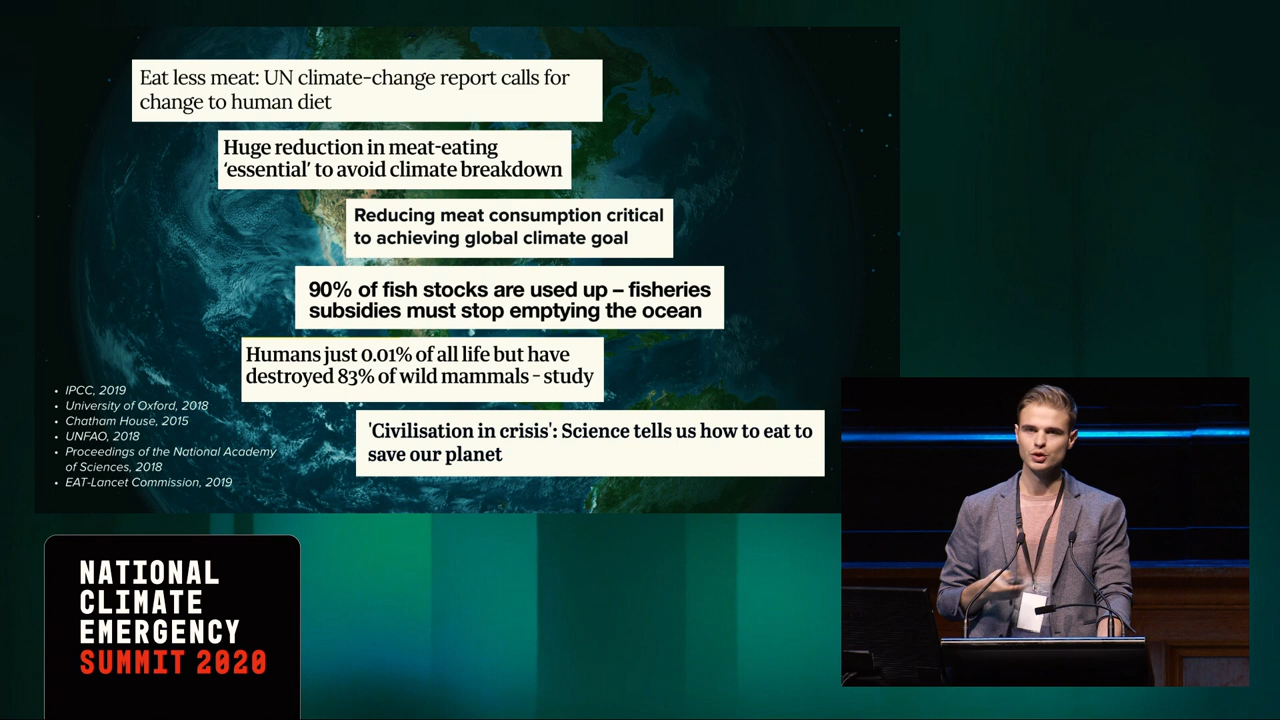 Eat less meat: UN climate-change report calls for
change to human diet
Huge reduction in meat-eating
‘essential’ to avoid climate breakdown
Reducing meat consumption critical
to achieving global climate goal
90% of fish stocks are used up – fisheries
subsidies must stop emptying the ocean
Humans just 0.01% of all life but have
destroyed 83% of wild mammals – study
'Civilisation in crisis': Science tells us how to eat to
save our planet
• IPCC, 2019
• University of Oxford, 2018
• Chatham House, 2015
• UNFAO, 2018
• Proceedings of the National Academy
of Sciences, 2018
• EAT-Lancet Commission, 2019
NATIONAL
CLIMATE
EMERGENCY
SUMMIT 2020